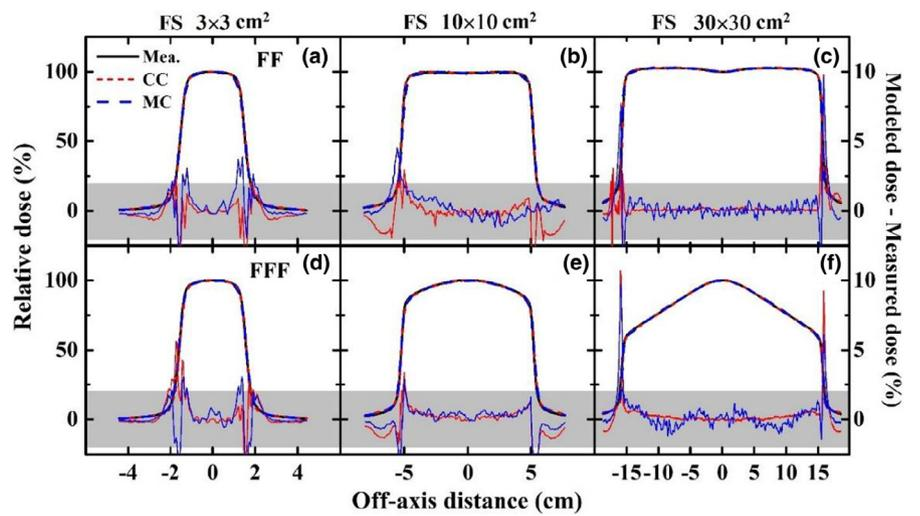 FS 3×3 cm²
FS 10×10 cm²
FS 30×30 cm²
Mea.
CC
MC
FF (a)
(b)
(c)
100
50
0
10
5
0
FFF (d)
(e)
(f)
100
50
0
10
5
0
-4 -2 0 2 4
-5 0 5
-15 -10 -5 0 5 10 15
Relative dose (%)
Modeled dose - Measured dose (%)
Off-axis distance (cm)